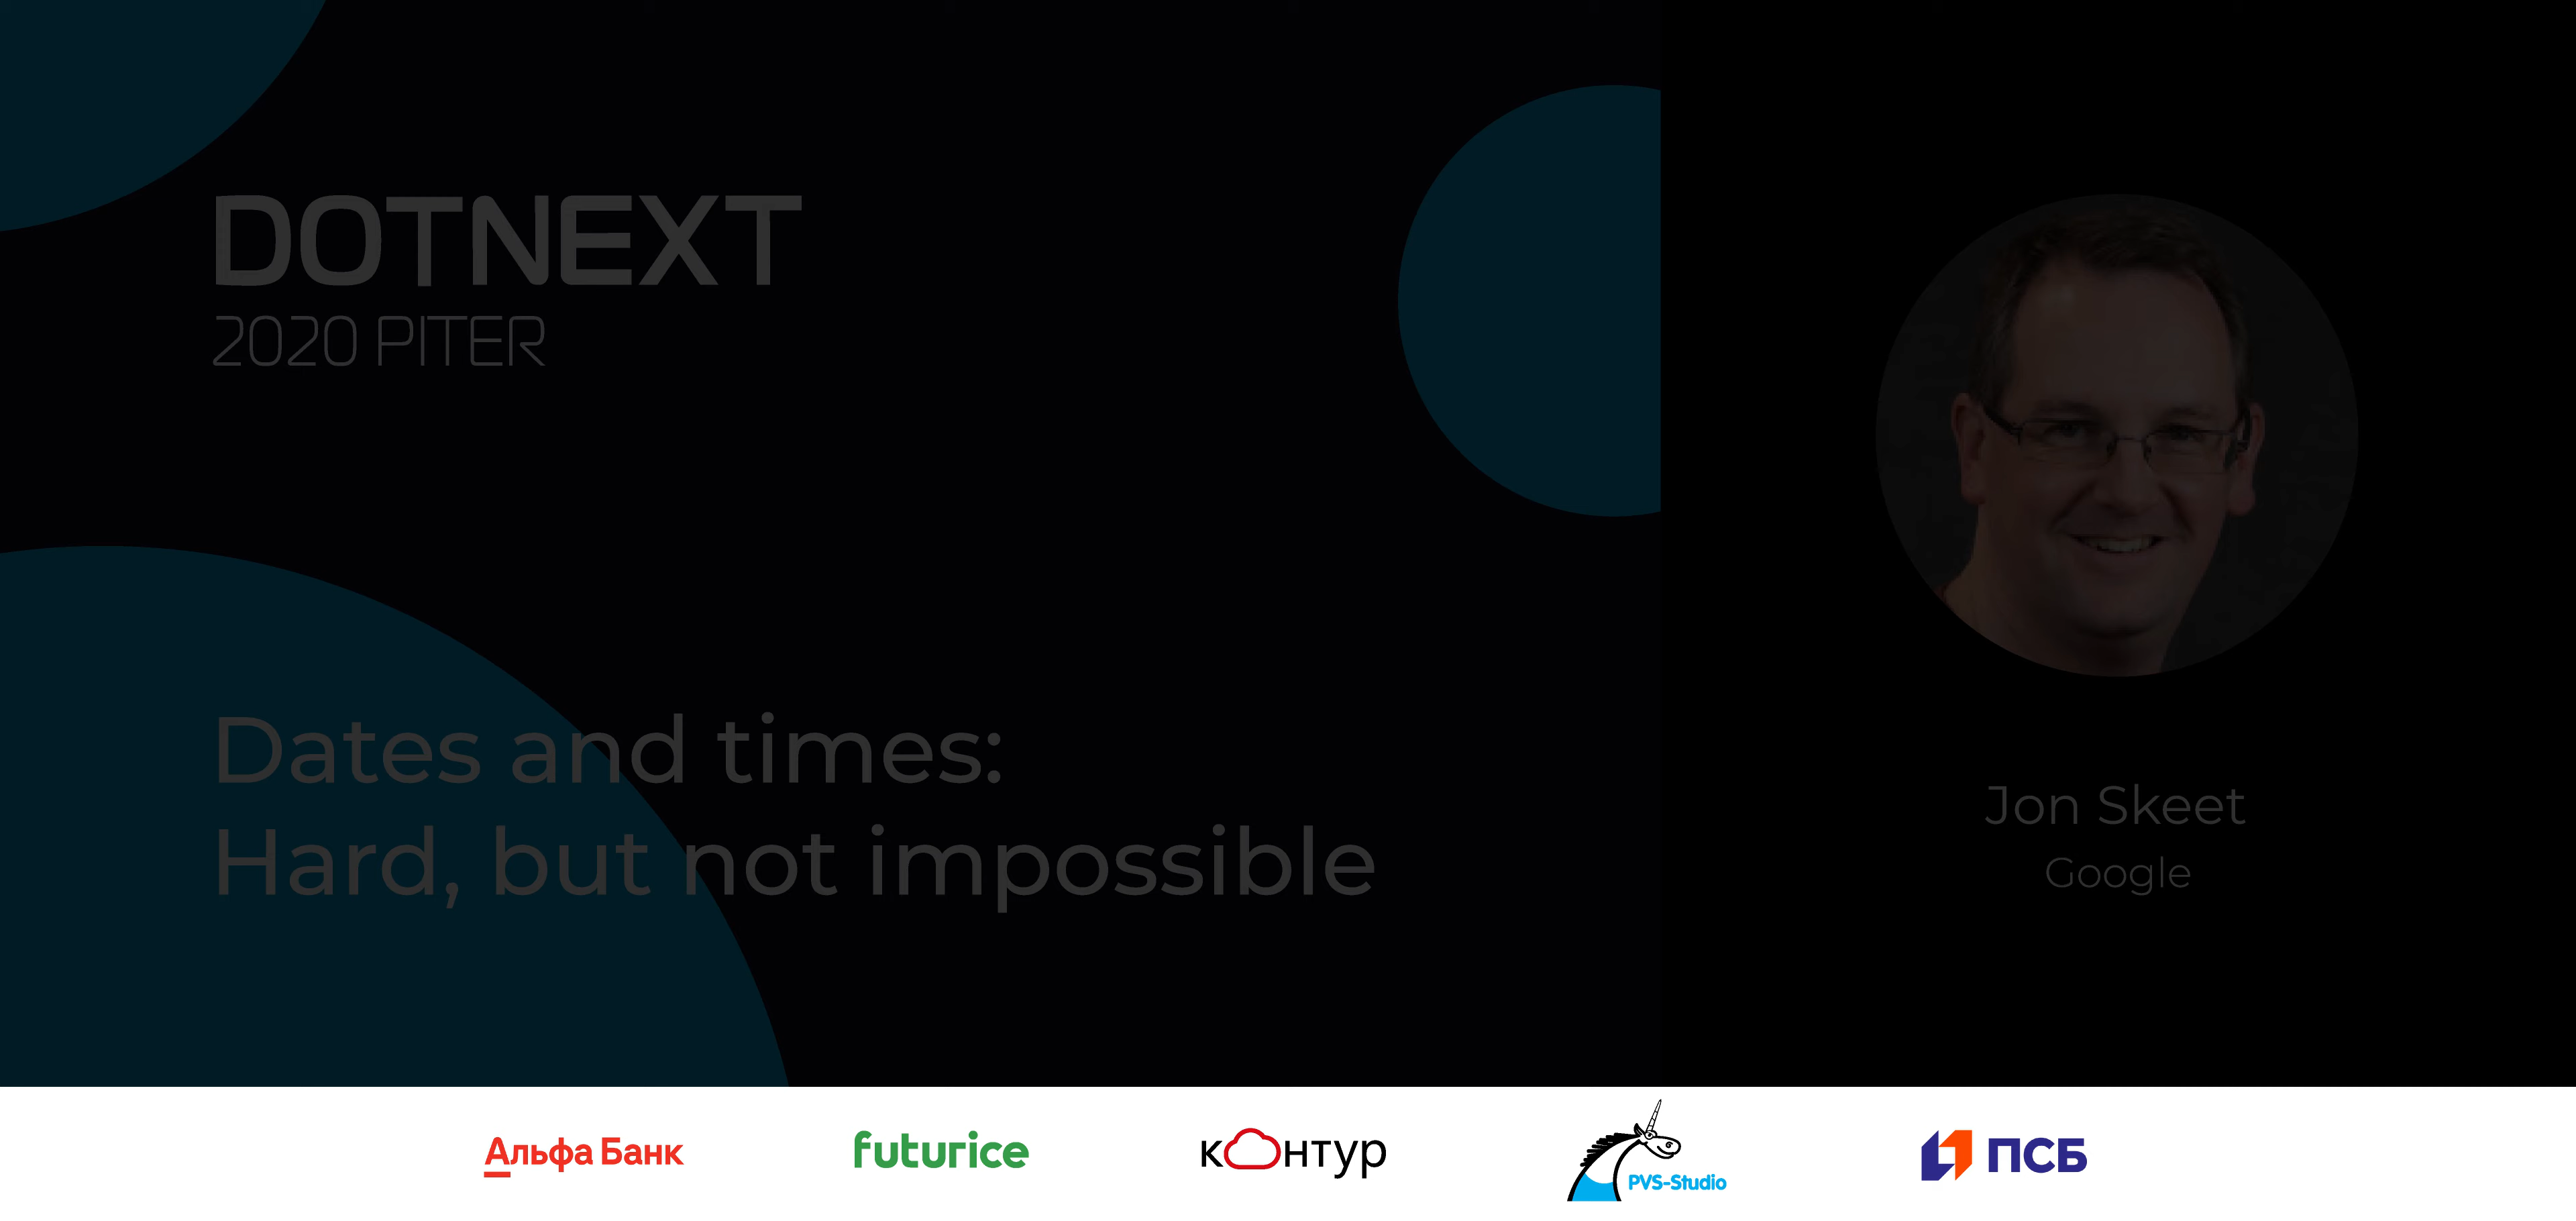 DOTNEXT
2020 PITER
Dates and times:
Hard, but not impossible
Jon Skeet
Google
Альфа Банк
futurice
контур
PVS-Studio
ПСБ